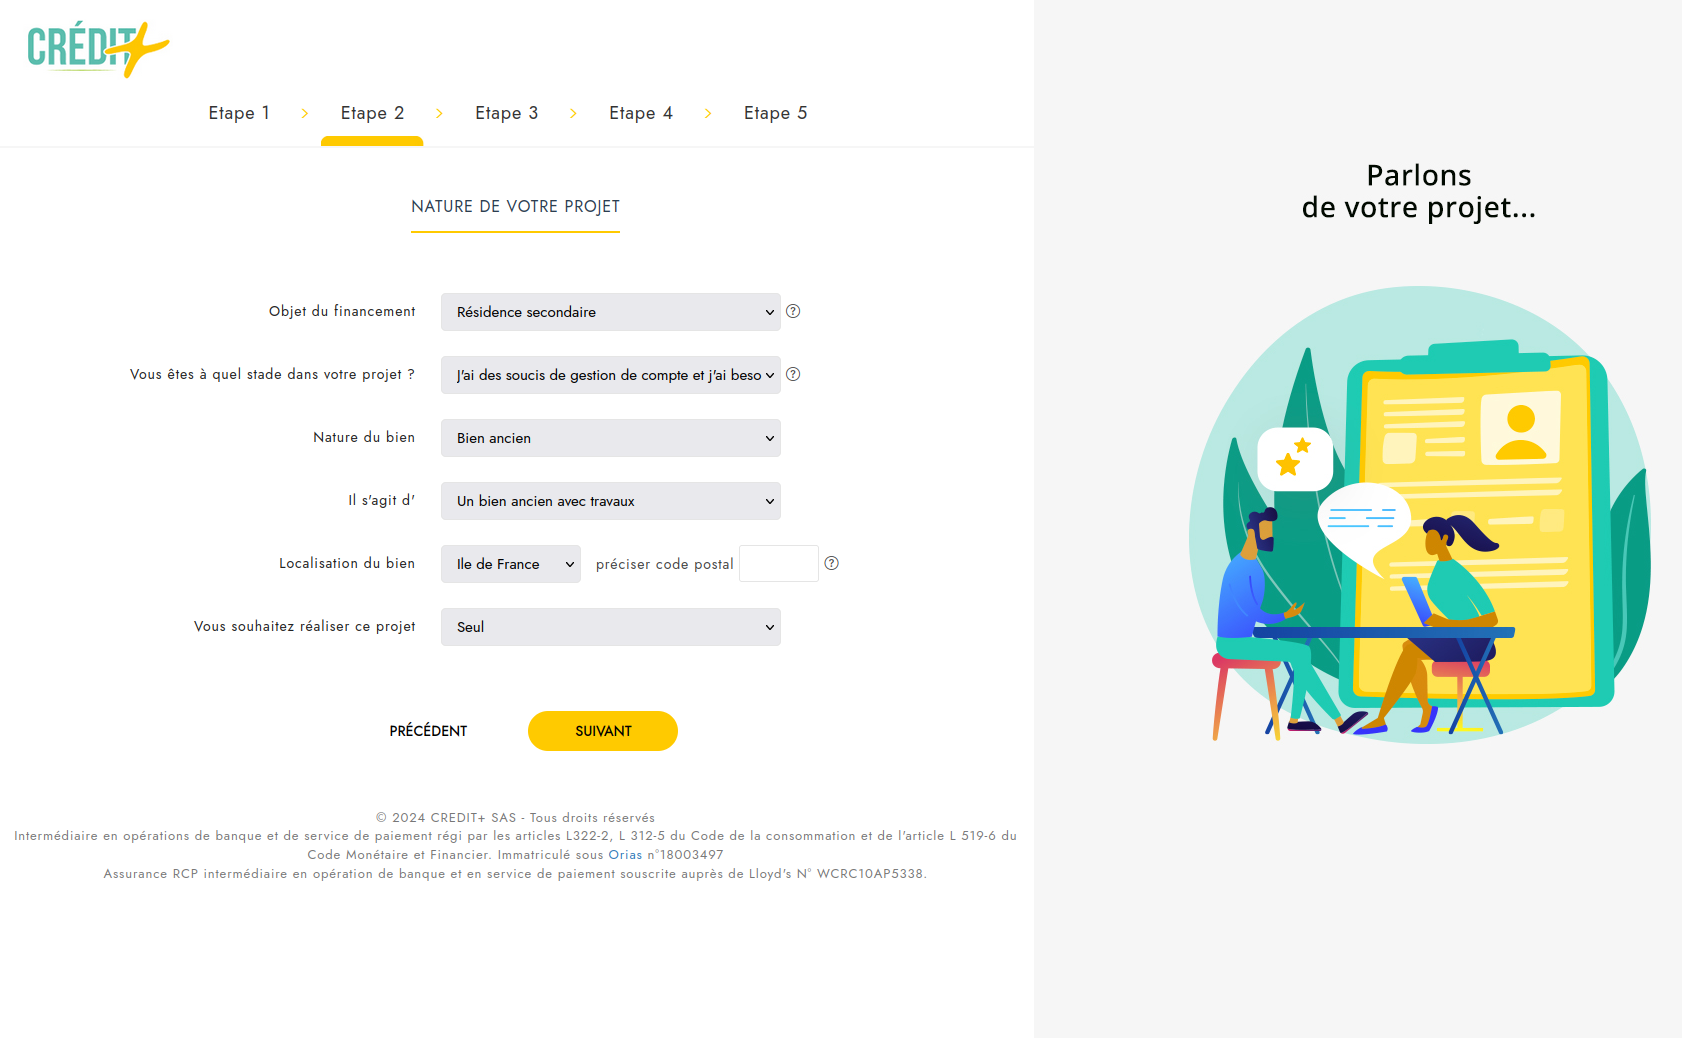 CRÉDIT
Etape 1 > Etape 2 > Etape 3 > Etape 4 > Etape 5
Parlons
de votre projet...
NATURE DE VOTRE PROJET
Objet du financement Résidence secondaire ?
Vous êtes à quel stade dans votre projet ? J'ai des soucis de gestion de compte et j'ai beso ?
Nature du bien Bien ancien
Il s'agit d' Un bien ancien avec travaux
Localisation du bien Ile de France préciser code postal ?
Vous souhaitez réaliser ce projet Seul
PRÉCÉDENT SUIVANT
© 2024 CREDIT+ SAS - Tous droits réservés
Intermédiaire en opérations de banque et de service de paiement régi par les articles L322-2, L 312-5 du Code de la consommation et de l'article L 519-6 du
Code Monétaire et Financier. Immatriculé sous Orias n°18003497
Assurance RCP intermédiaire en opération de banque et en service de paiement souscrite auprès de Lloyd's N° WCRC10AP5338.